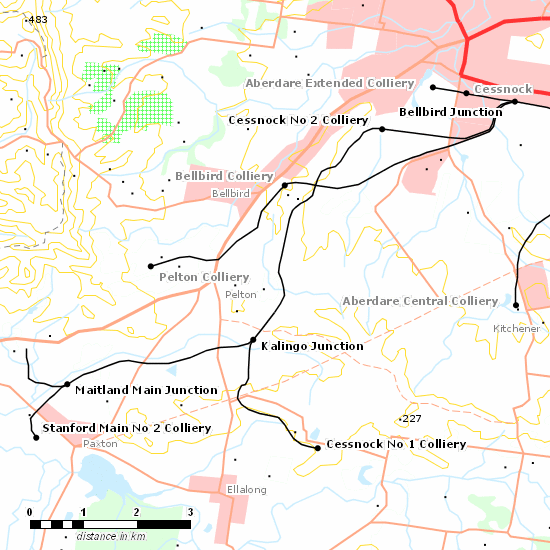 483
Aberdare Extended Colliery
Cessnock
Bellbird Junction
Cessnock No 2 Colliery
Bellbird Colliery
Bellbird
Pelton Colliery
Pelton
Aberdare Central Colliery
Kitchener
Kalingo Junction
Maitland Main Junction
227
Stanford Main No 2 Colliery
Paxton
Cessnock No 1 Colliery
Ellalong
0 1 2 3
distance in km